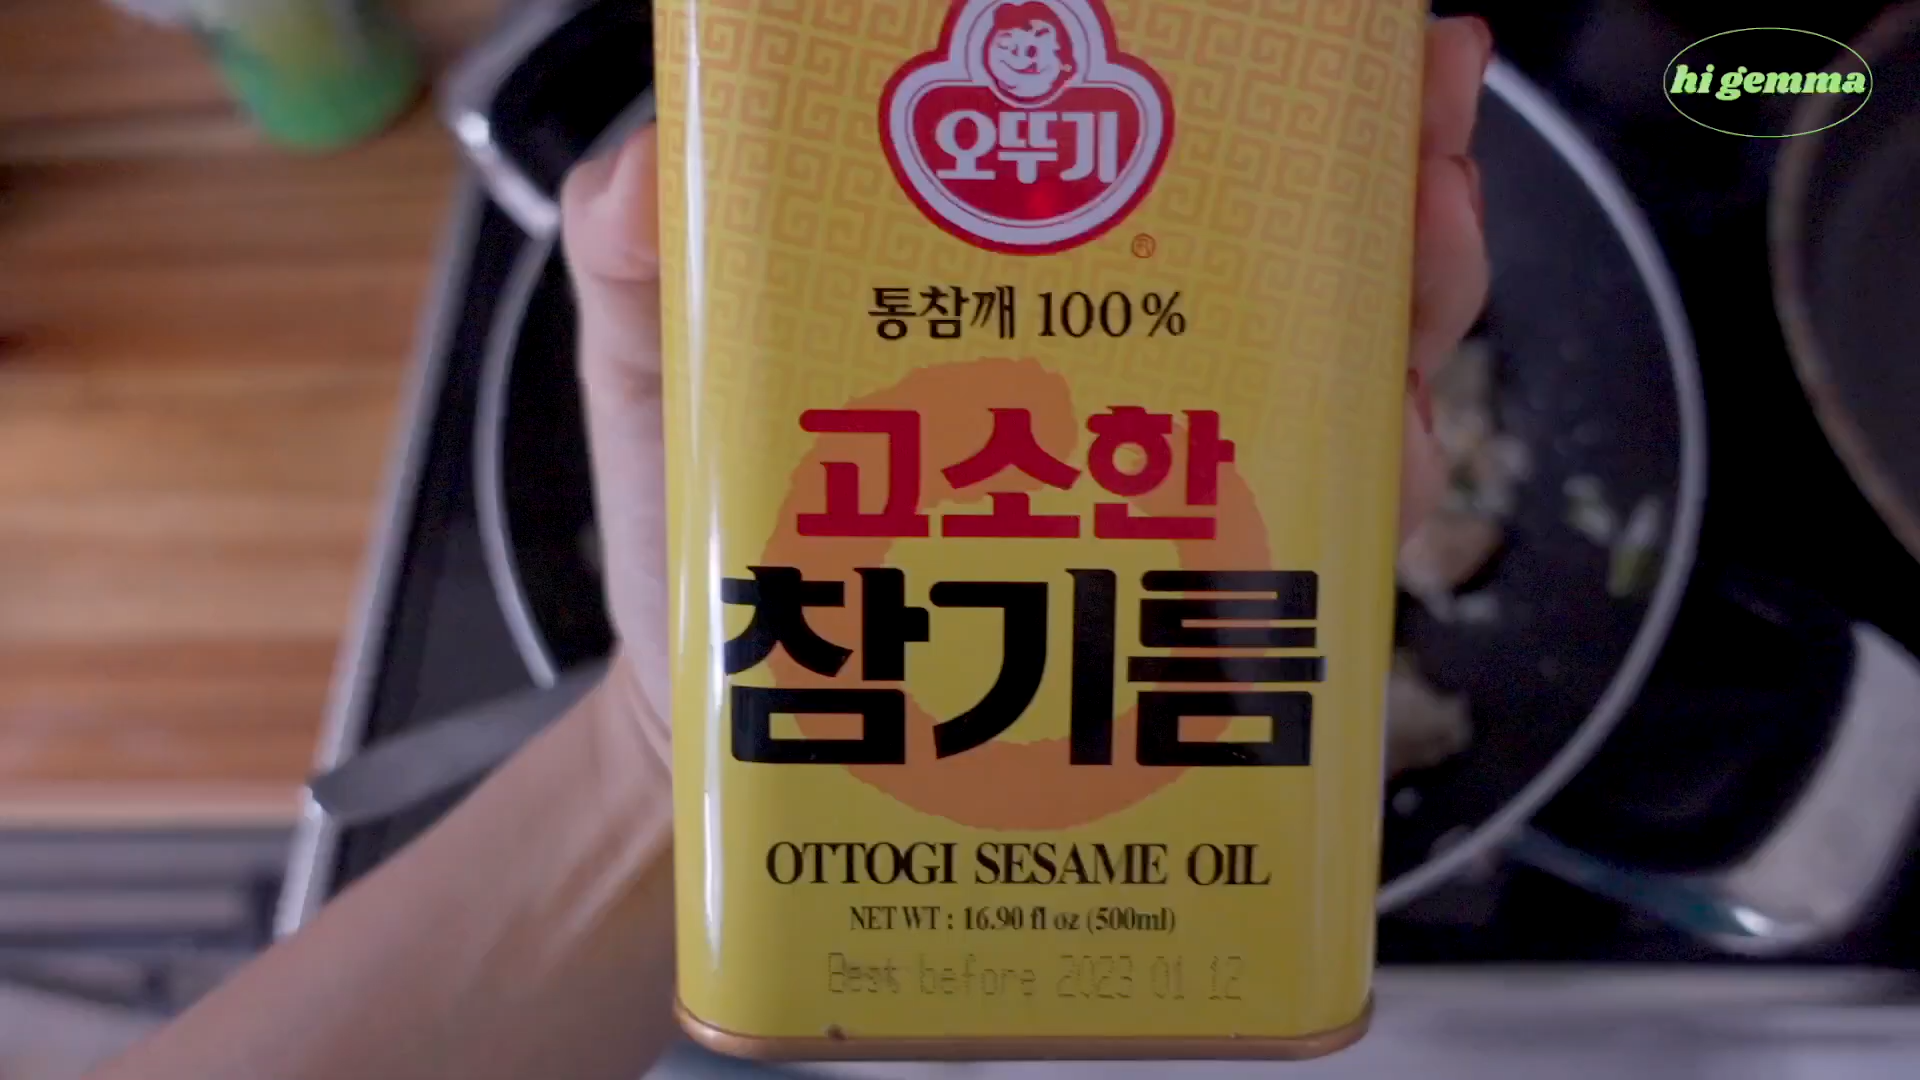 hi gemma
오뚜기
®
통참깨 100%
고소한
참기름
OTTOGI SESAME OIL
NET WT : 16.90 fl oz (500ml)
Best before 2023 01 12